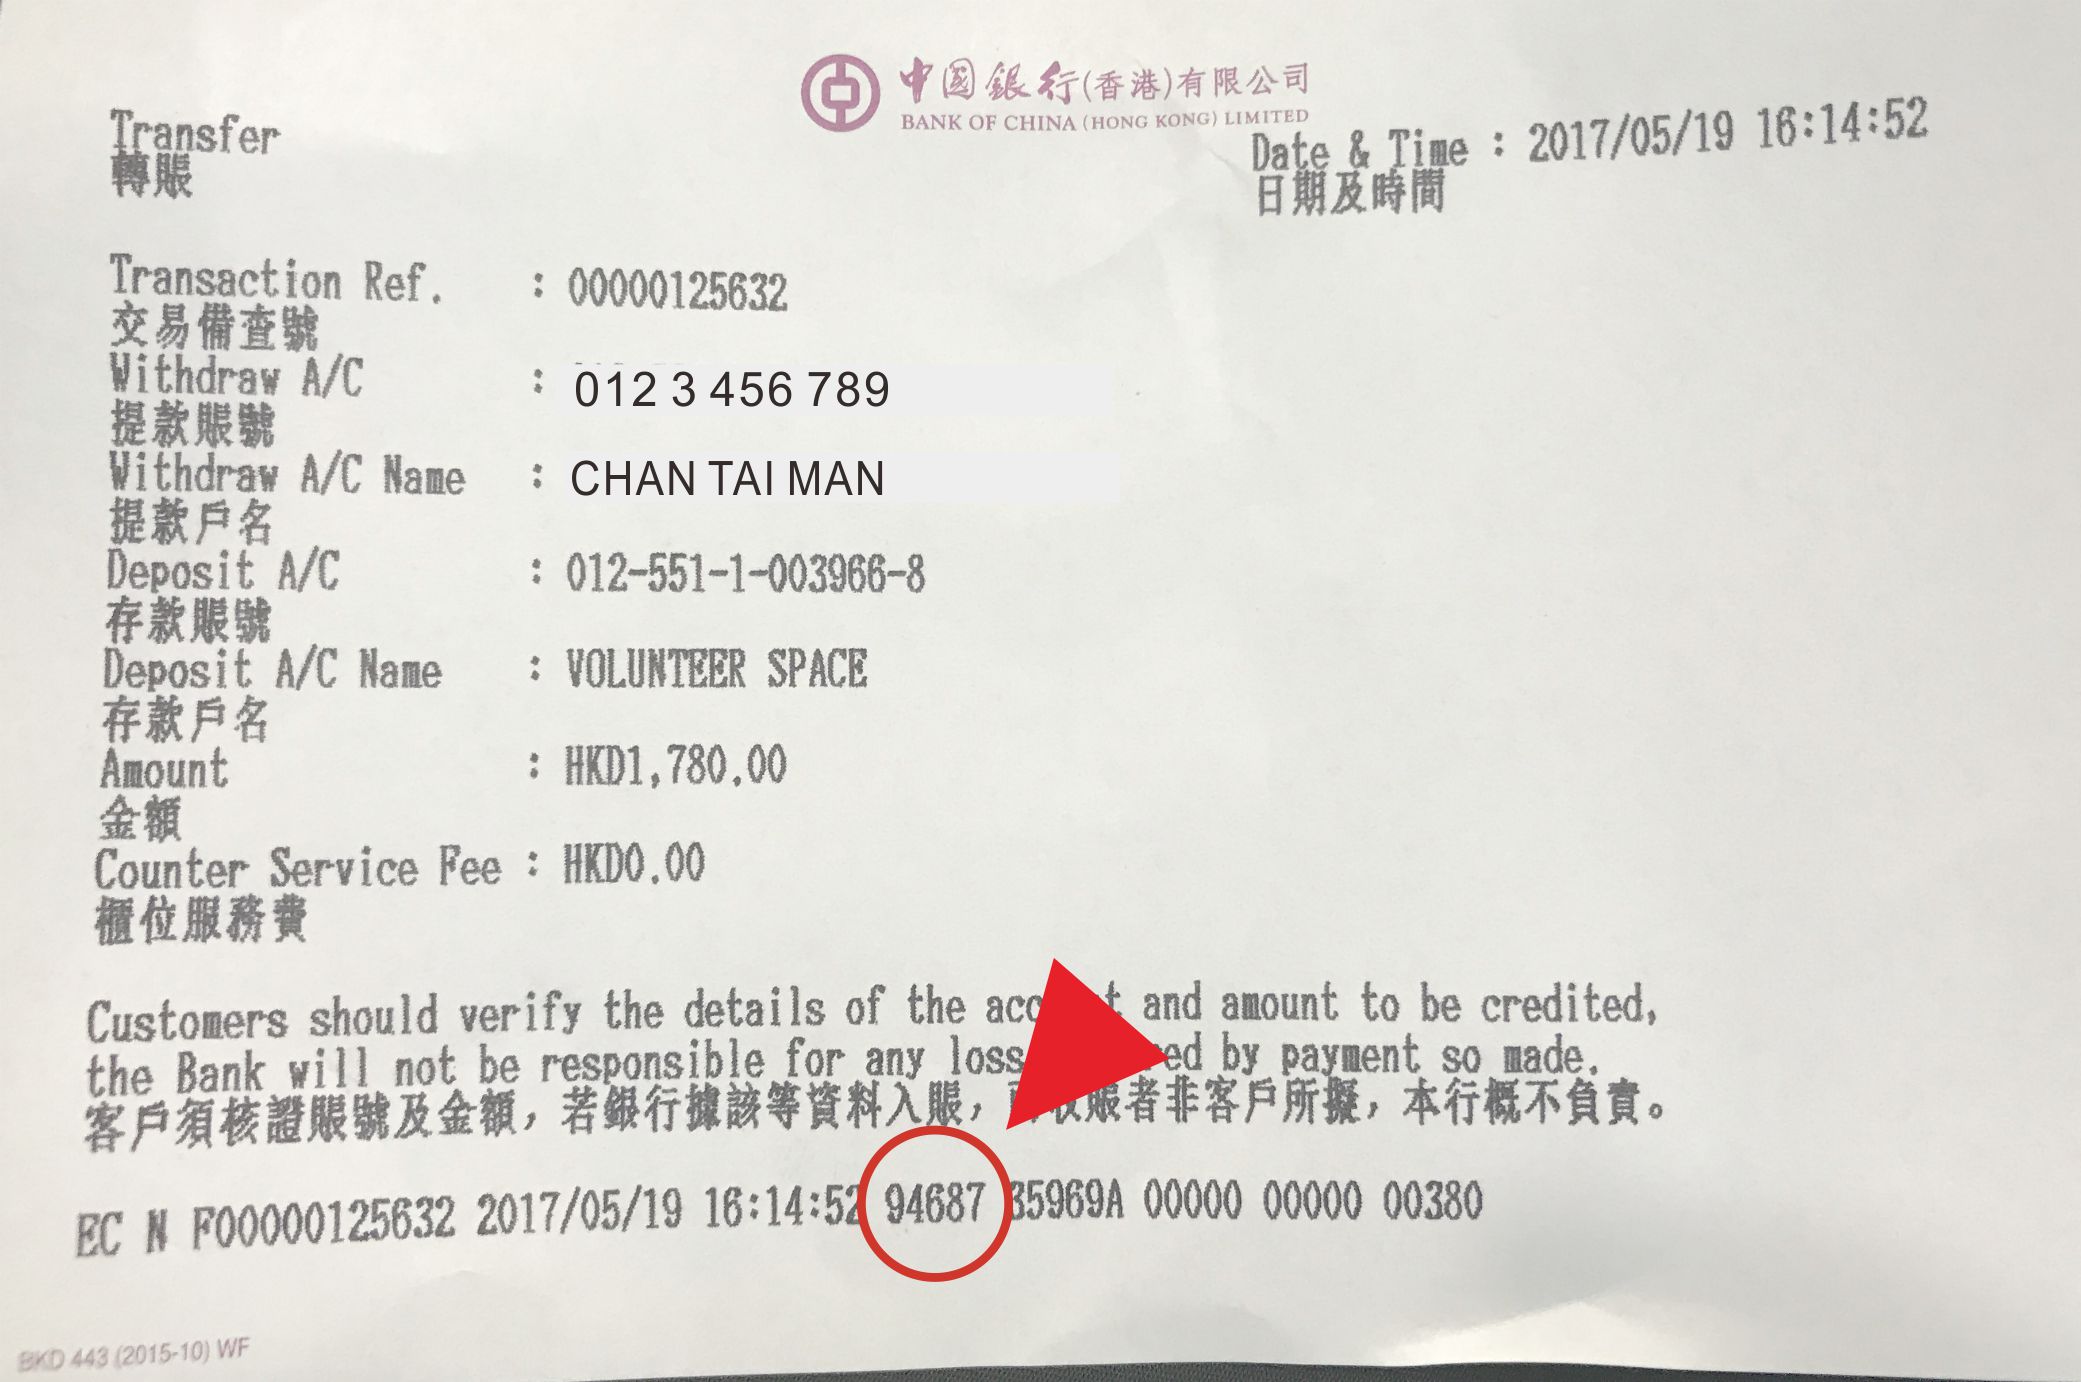 中國銀行(香港)有限公司
BANK OF CHINA (HONG KONG) LIMITED
Transfer
轉賬
Date & Time : 2017/05/19 16:14:52
日期及時間
Transaction Ref. : 00000125632
交易備查號
Withdraw A/C : 012 3 456 789
提款賬號
Withdraw A/C Name : CHAN TAI MAN
提款戶名
Deposit A/C : 012-551-1-003966-8
存款賬號
Deposit A/C Name : VOLUNTEER SPACE
存款戶名
Amount : HKD1,780.00
金額
Counter Service Fee : HKD0.00
櫃位服務費
Customers should verify the details of the and amount to be credited,
the Bank will not be responsible for any loss by payment so made.
客戶須核證賬號及金額，若銀行據該等資料入賬，收賬者非客戶所擬，本行概不負責。
EC N F00000125632 2017/05/19 16:14:52 94687 35969A 00000 00000 00380
BKD 443 (2015-10) WF